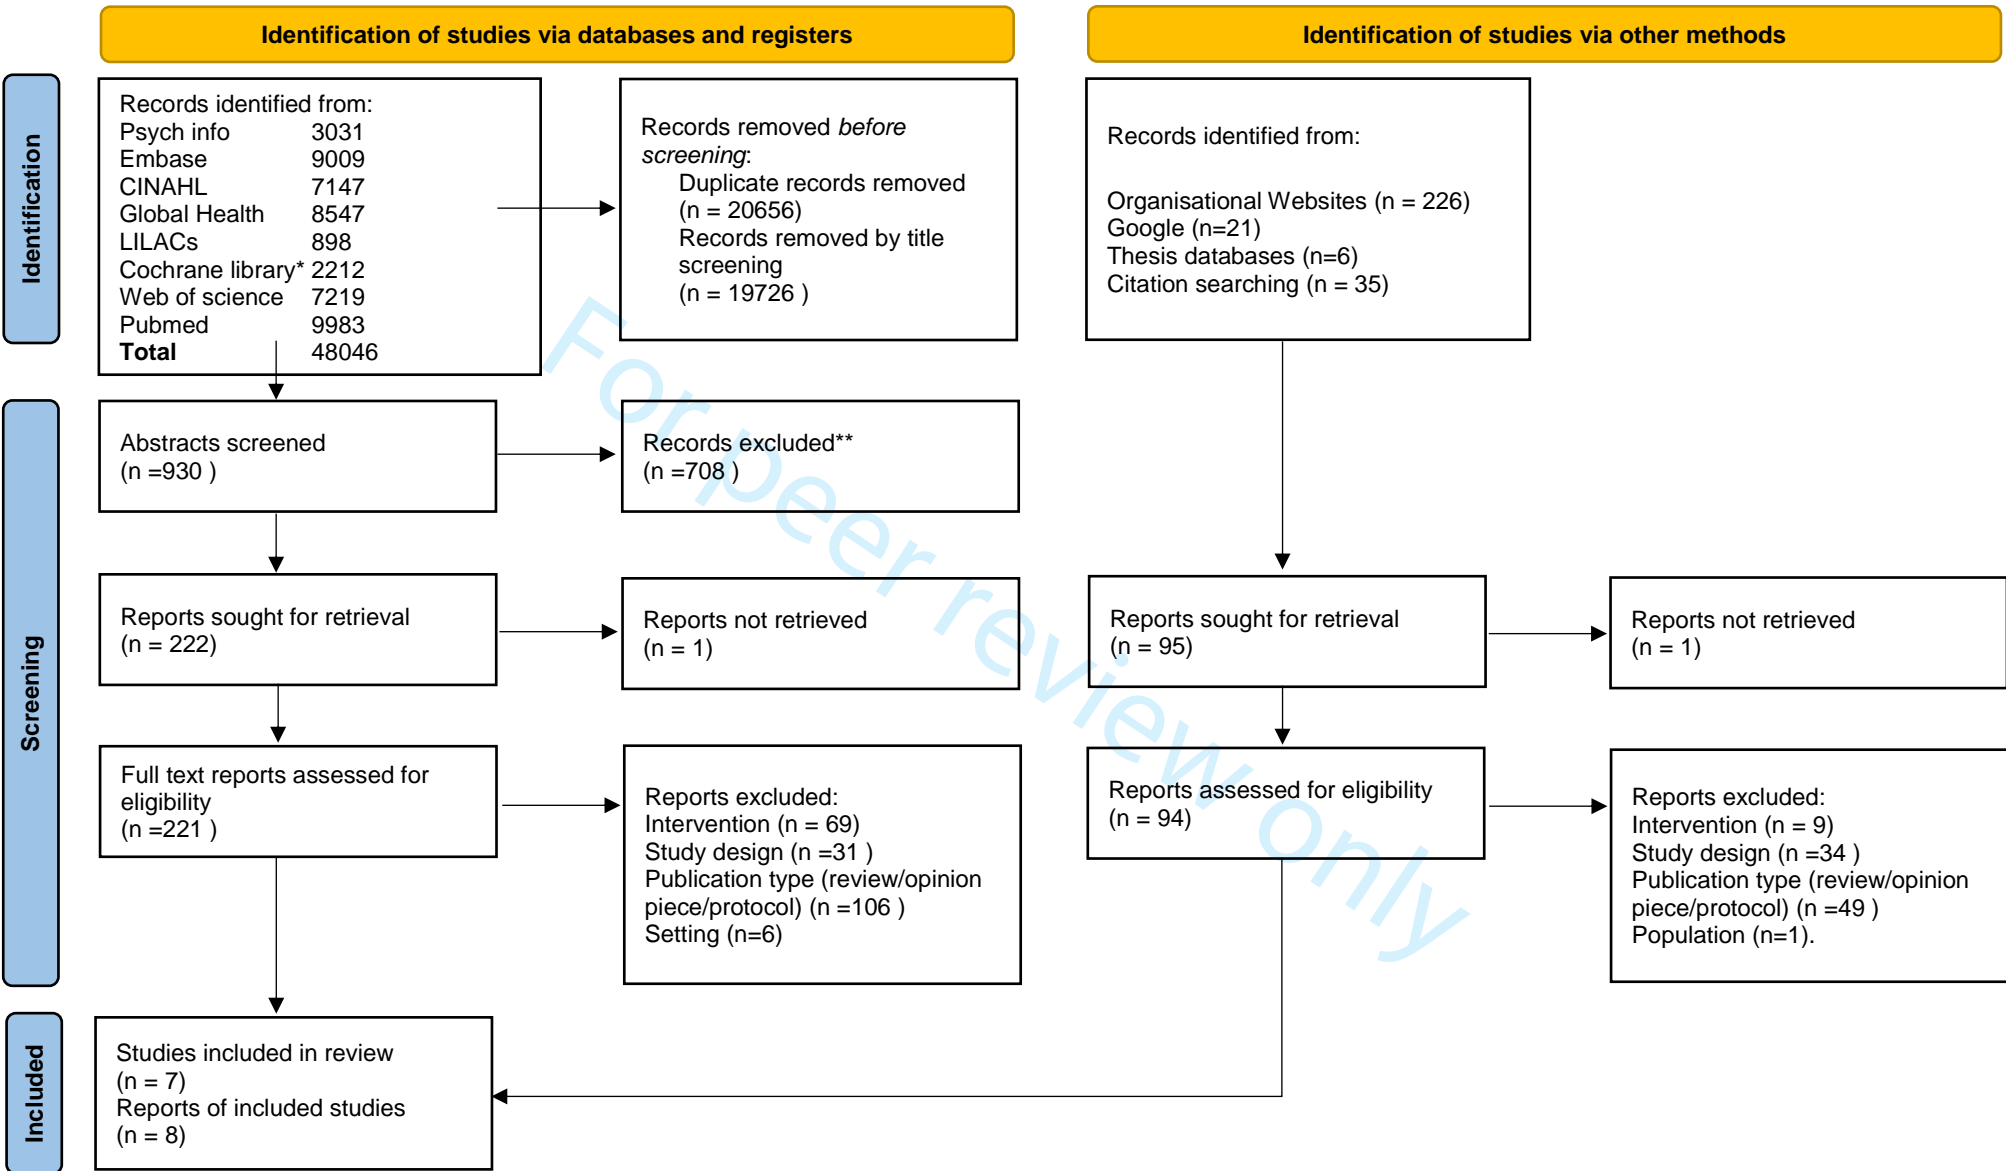 Identification of studies via databases and registers
Identification of studies via other methods
Identification
Records identified from:
Psych info 3031
Embase 9009
CINAHL 7147
Global Health 8547
LILACs 898
Cochrane library* 2212
Web of science 7219
Pubmed 9983
Total 48046
Records removed before
screening:
Duplicate records removed
(n = 20656)
Records removed by title
screening
(n = 19726 )
Records identified from:
Organisational Websites (n = 226)
Google (n=21)
Thesis databases (n=6)
Citation searching (n = 35)
Screening
Abstracts screened
(n =930 )
Records excluded**
(n =708 )
Reports sought for retrieval
(n = 222)
Reports not retrieved
(n = 1)
Reports sought for retrieval
(n = 95)
Reports not retrieved
(n = 1)
Full text reports assessed for
eligibility
(n =221 )
Reports excluded:
Intervention (n = 69)
Study design (n =31 )
Publication type (review/opinion
piece/protocol) (n =106 )
Setting (n=6)
Reports assessed for eligibility
(n = 94)
Reports excluded:
Intervention (n = 9)
Study design (n =34 )
Publication type (review/opinion
piece/protocol) (n =49 )
Population (n=1).
Included
Studies included in review
(n = 7)
Reports of included studies
(n = 8)
For peer review only